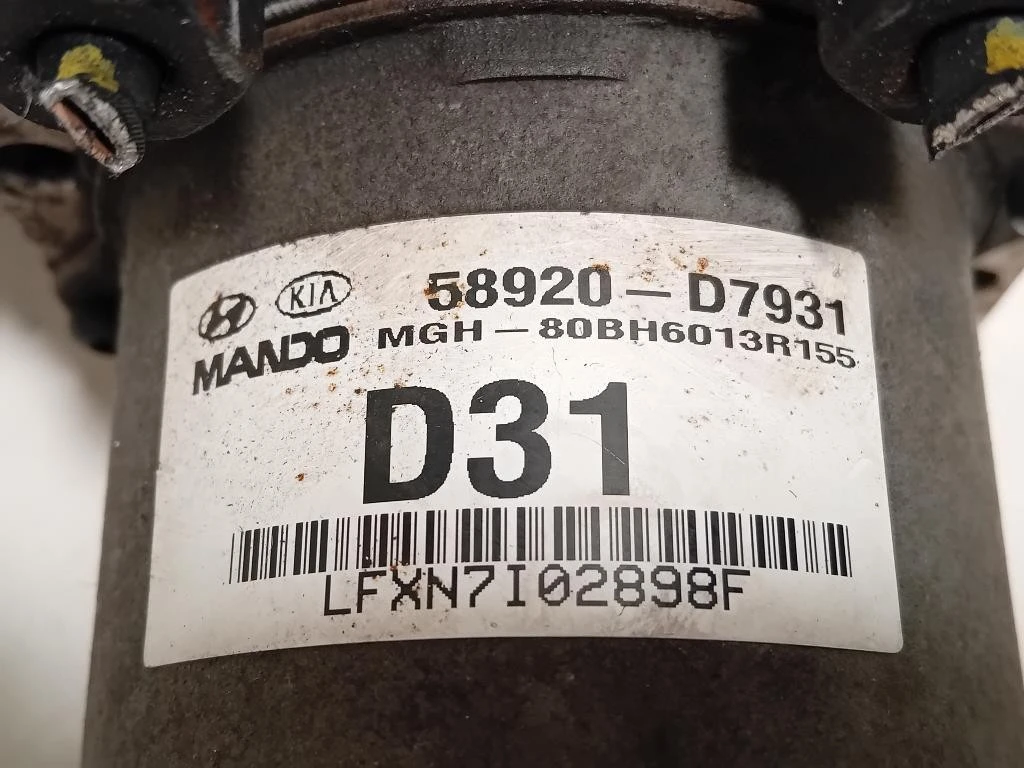 KIA 58920-D7931
MANDO MGH-80BH6013R155
D31
LFXN7I02898F